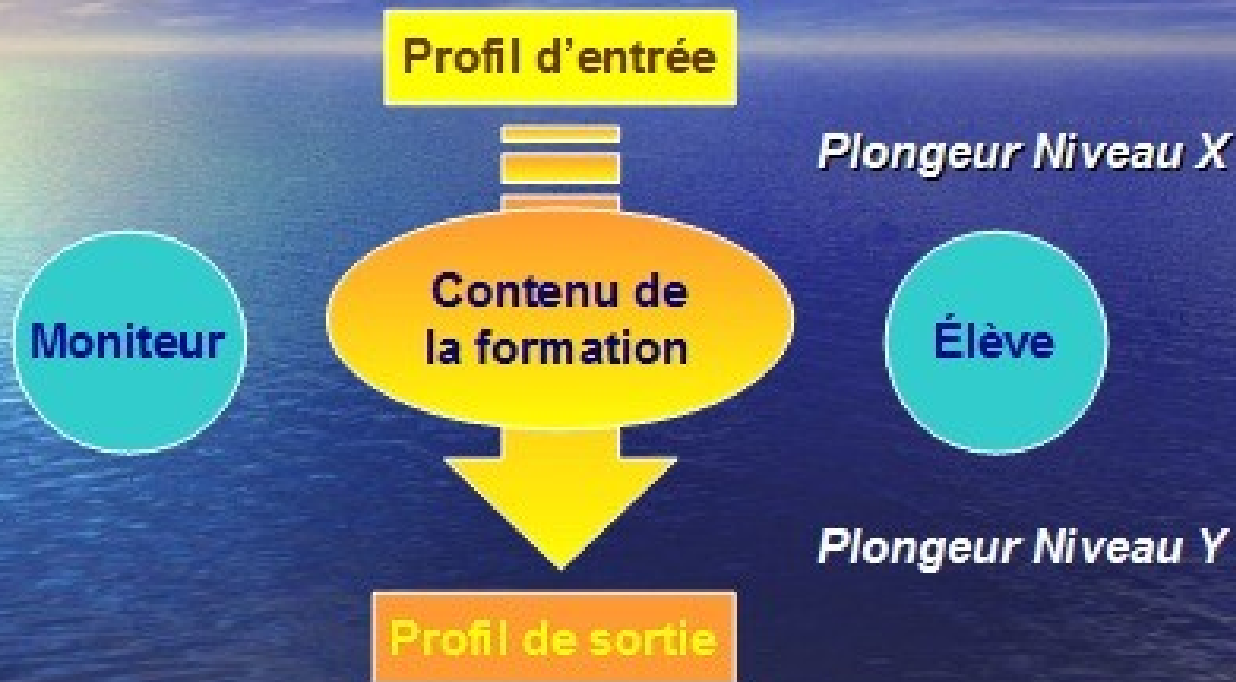 Profil d'entrée
Plongeur Niveau X
Moniteur
Contenu de
la formation
Élève
Plongeur Niveau Y
Profil de sortie